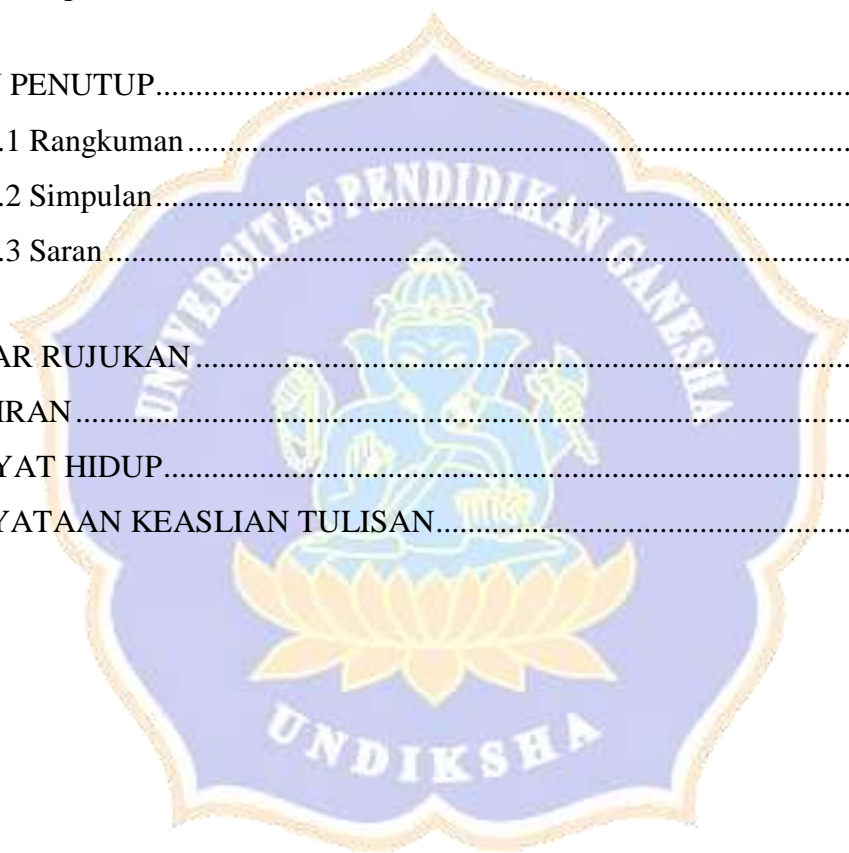 PENUTUP
.1 Rangkuman
.2 Simpulan
.3 Saran
AR RUJUKAN
IRAN
YAT HIDUP
YATAAN KEASLIAN TULISAN
UNIVERSITAS PENDIDIKAN GANESHA
UNDIKSHA